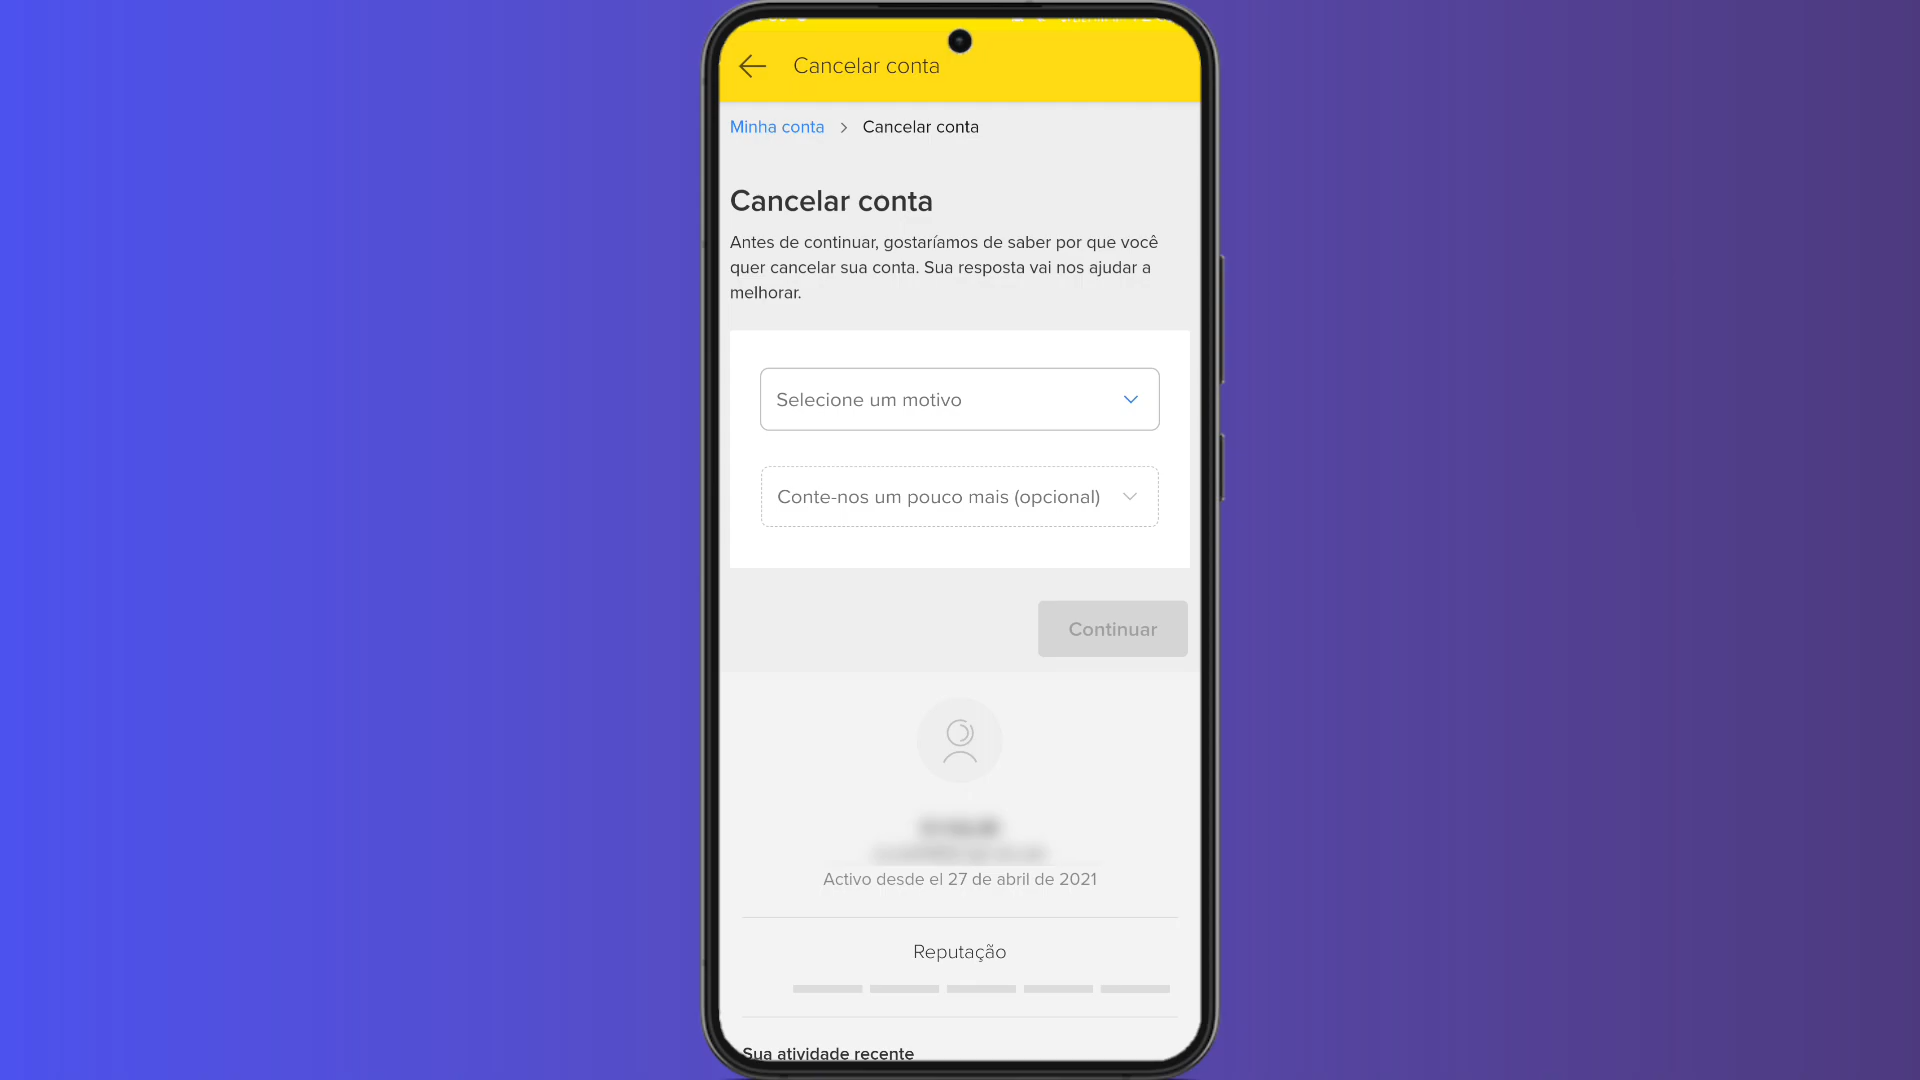 Cancelar conta
Minha conta > Cancelar conta
Cancelar conta
Antes de continuar, gostaríamos de saber por que você
quer cancelar sua conta. Sua resposta vai nos ajudar a
melhorar.
Selecione um motivo
Conte-nos um pouco mais (opcional)
Continuar
Activo desde el 27 de abril de 2021
Reputação
Sua atividade recente